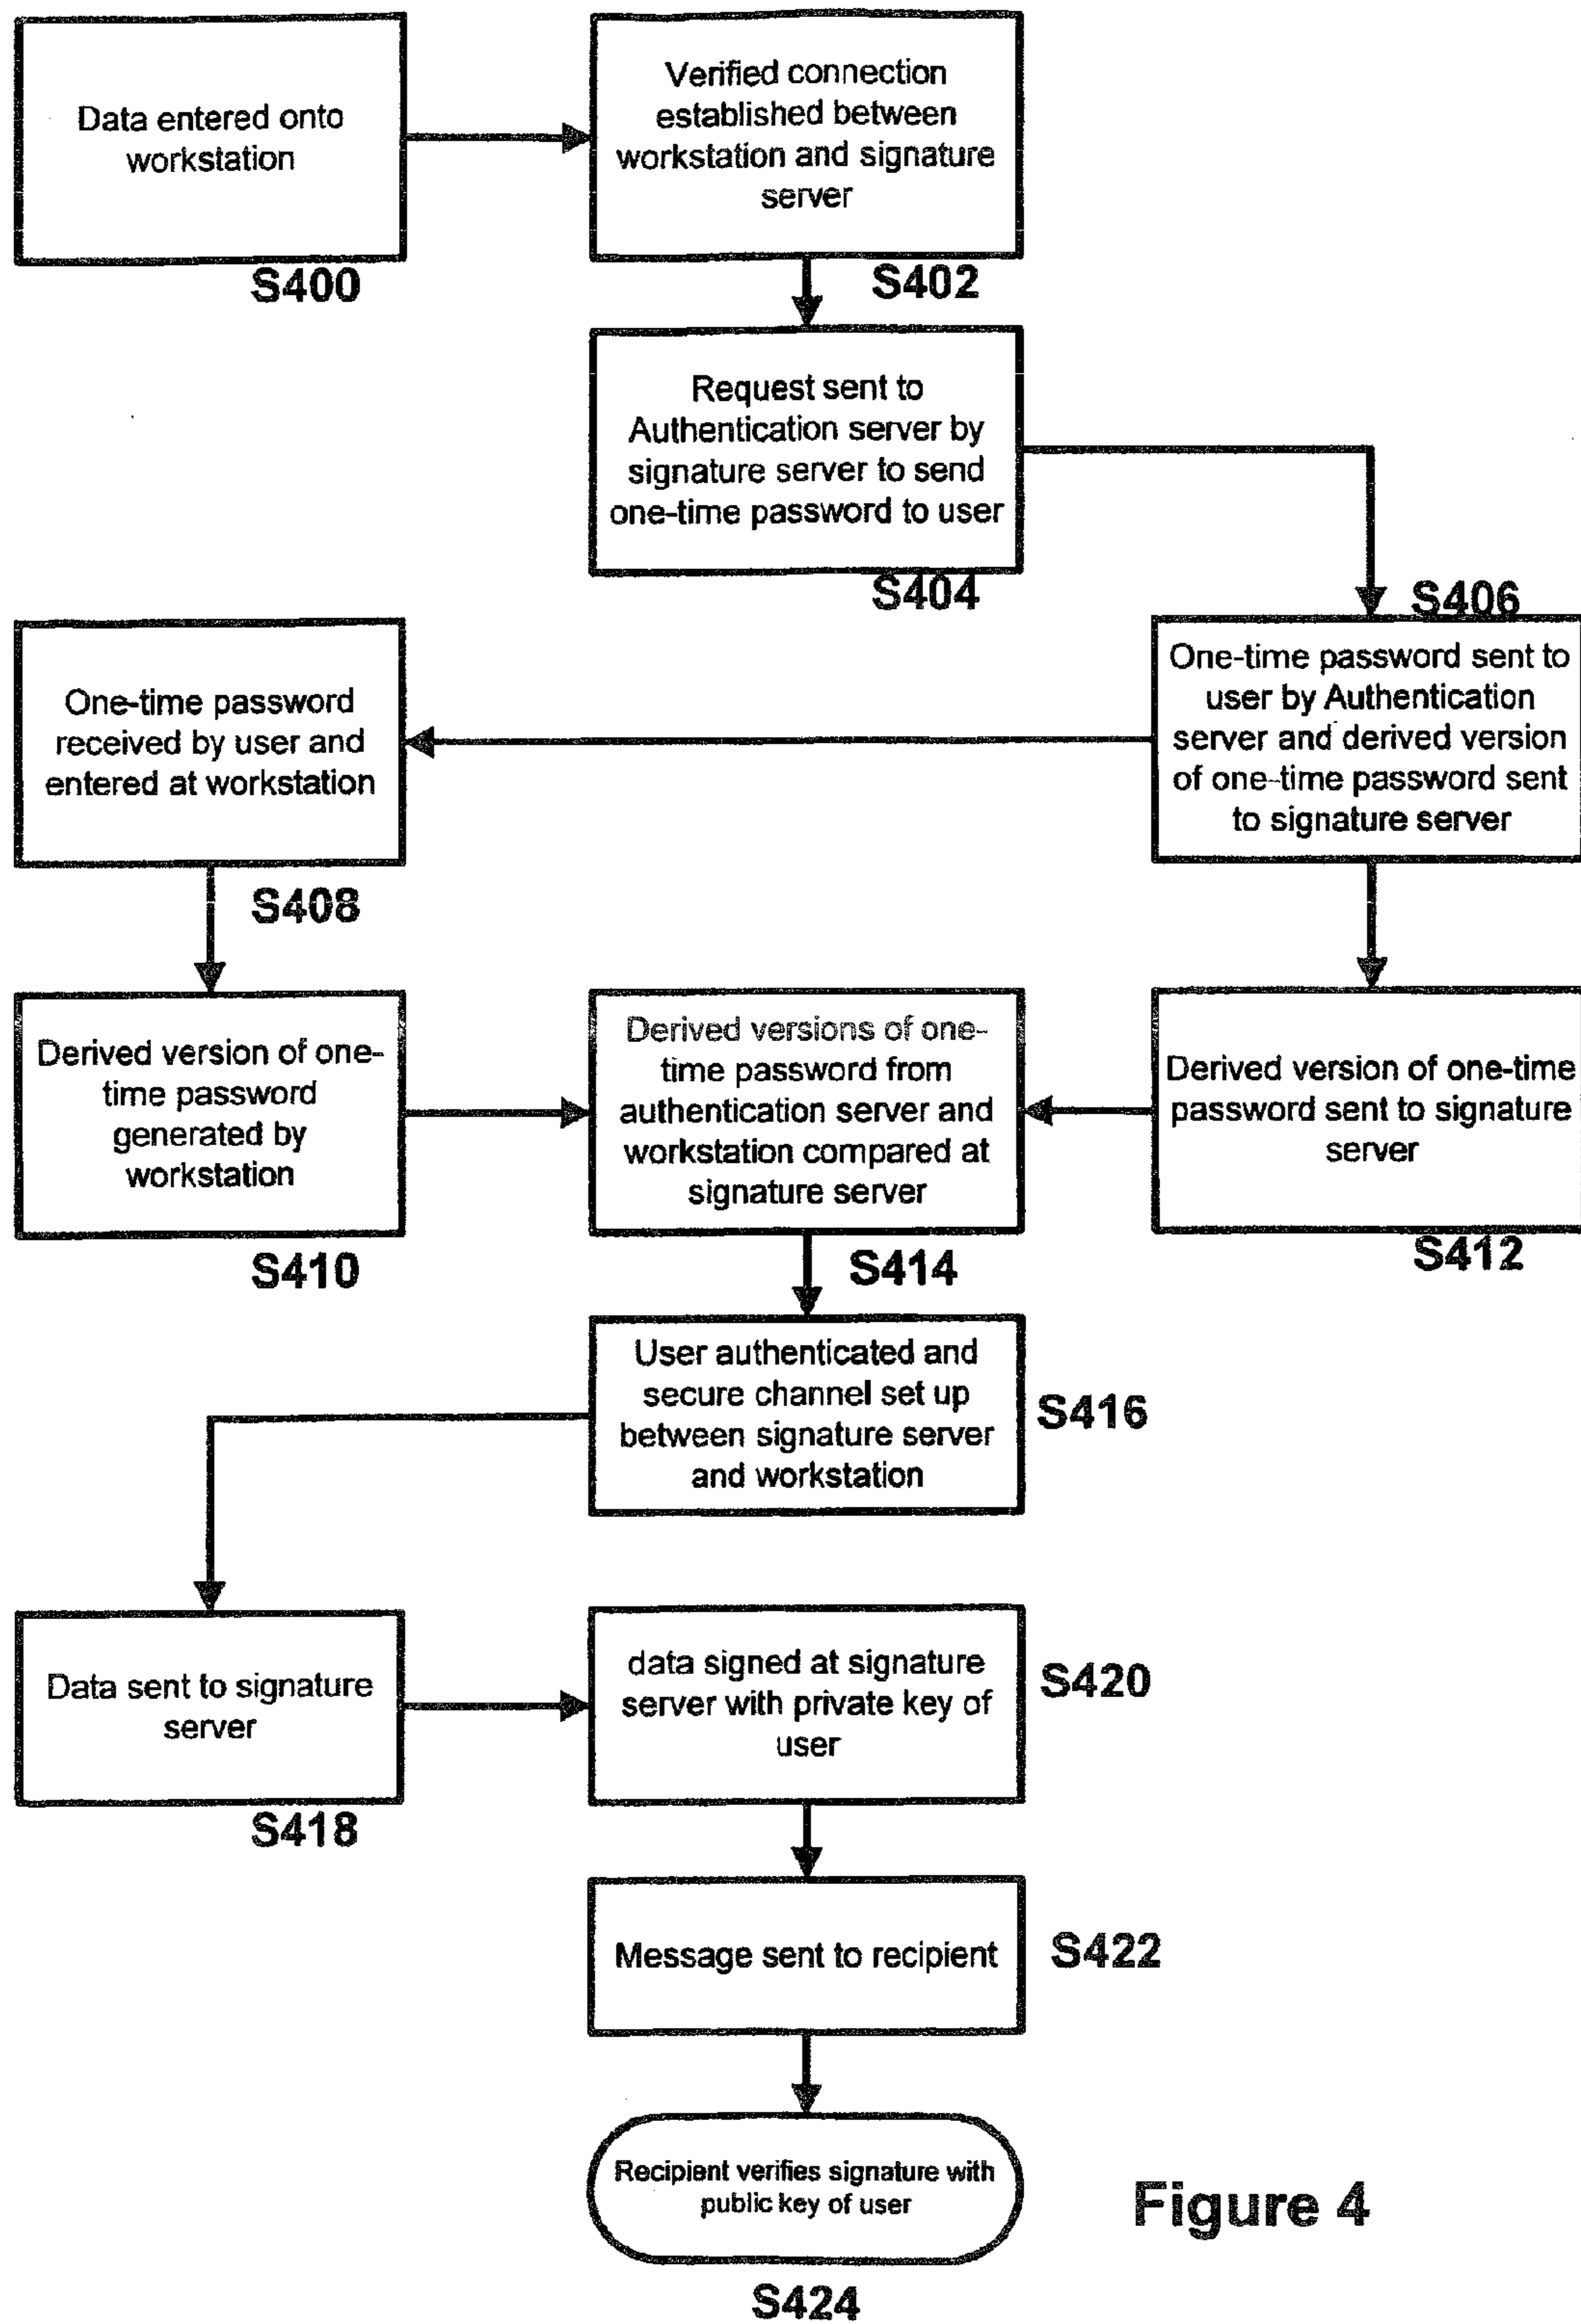 Data entered onto
workstation
S400
Verified connection
established between
workstation and signature
server
S402
Request sent to
Authentication server by
signature server to send
one-time password to user
S404
S406
One-time password sent to
user by Authentication
server and derived version
of one-time password sent
to signature server
One-time password
received by user and
entered at workstation
S408
Derived version of one-
time password
generated by
workstation
S410
Derived versions of one-
time password from
authentication server and
workstation compared at
signature server
S414
Derived version of one-time
password sent to signature
server
S412
User authenticated and
secure channel set up
between signature server
and workstation
S416
Data sent to signature
server
S418
data signed at signature
server with private key of
user
S420
Message sent to recipient
S422
Recipient verifies signature with
public key of user
S424
Figure 4